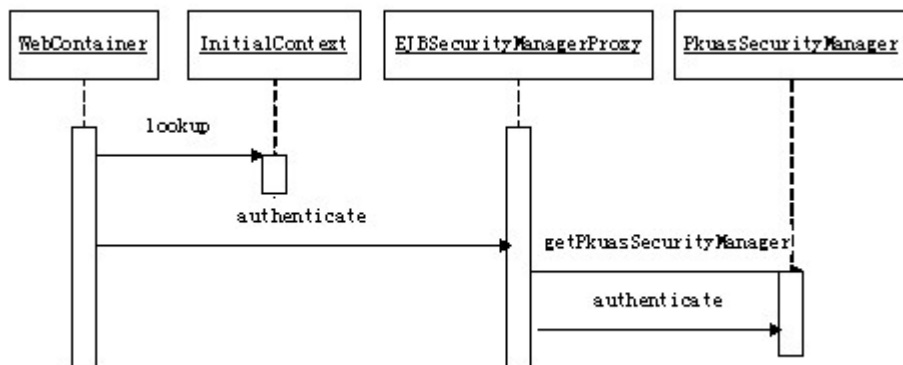 WebContainer
InitialContext
EJBSecurityManagerProxy
PkuasSecurityManager
lookup
authenticate
getPkuasSecurityManager
authenticate